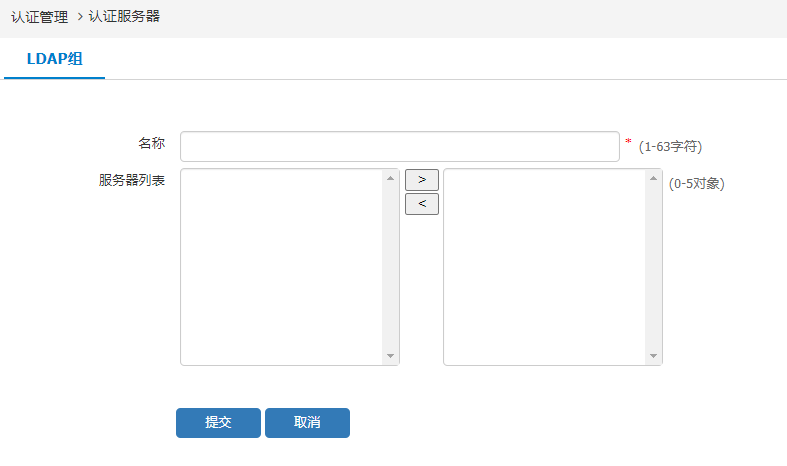 认证管理 > 认证服务器
LDAP组
名称 * (1-63字符)
服务器列表 > (0-5对象)
<
提交 取消